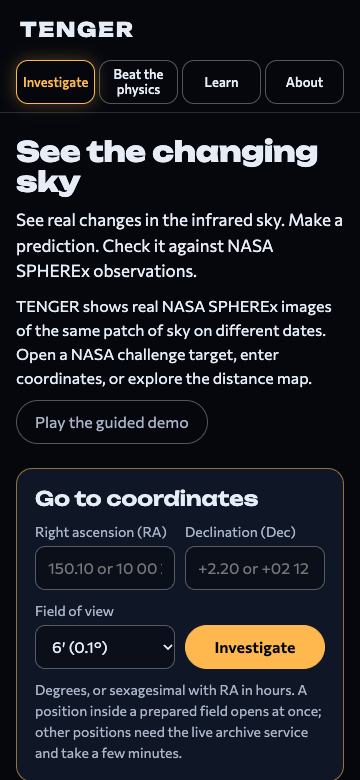 TENGER
Investigate
Beat the
physics
Learn
About
See the changing
sky
See real changes in the infrared sky. Make a
prediction. Check it against NASA
SPHEREx observations.
TENGER shows real NASA SPHEREx images
of the same patch of sky on different dates.
Open a NASA challenge target, enter
coordinates, or explore the distance map.
Play the guided demo
Go to coordinates
Right ascension (RA)
Declination (Dec)
150.10 or 10 00 :
+2.20 or +02 12
Field of view
6′ (0.1°)
Investigate
Degrees, or sexagesimal with RA in hours. A
position inside a prepared field opens at once;
other positions need the live archive service
and take a few minutes.